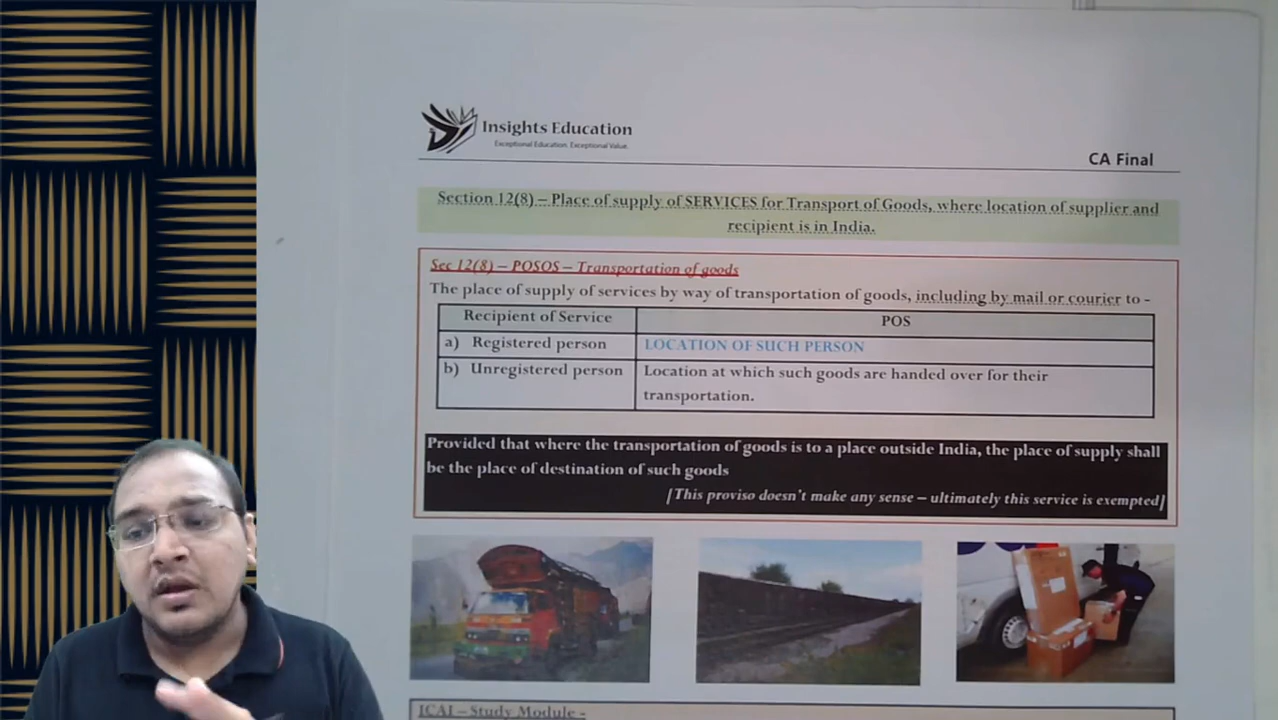 Insights Education
Exceptional Education. Exceptional Value.
CA Final
Section 12(8) – Place of supply of SERVICES for Transport of Goods, where location of supplier and
recipient is in India.
Sec 12(8) – POSOS – Transportation of goods
The place of supply of services by way of transportation of goods, including by mail or courier to -
Recipient of Service POS
a) Registered person LOCATION OF SUCH PERSON
b) Unregistered person Location at which such goods are handed over for their
transportation.
Provided that where the transportation of goods is to a place outside India, the place of supply shall
be the place of destination of such goods
[This proviso doesn't make any sense – ultimately this service is exempted]
ICAI – Study Module -